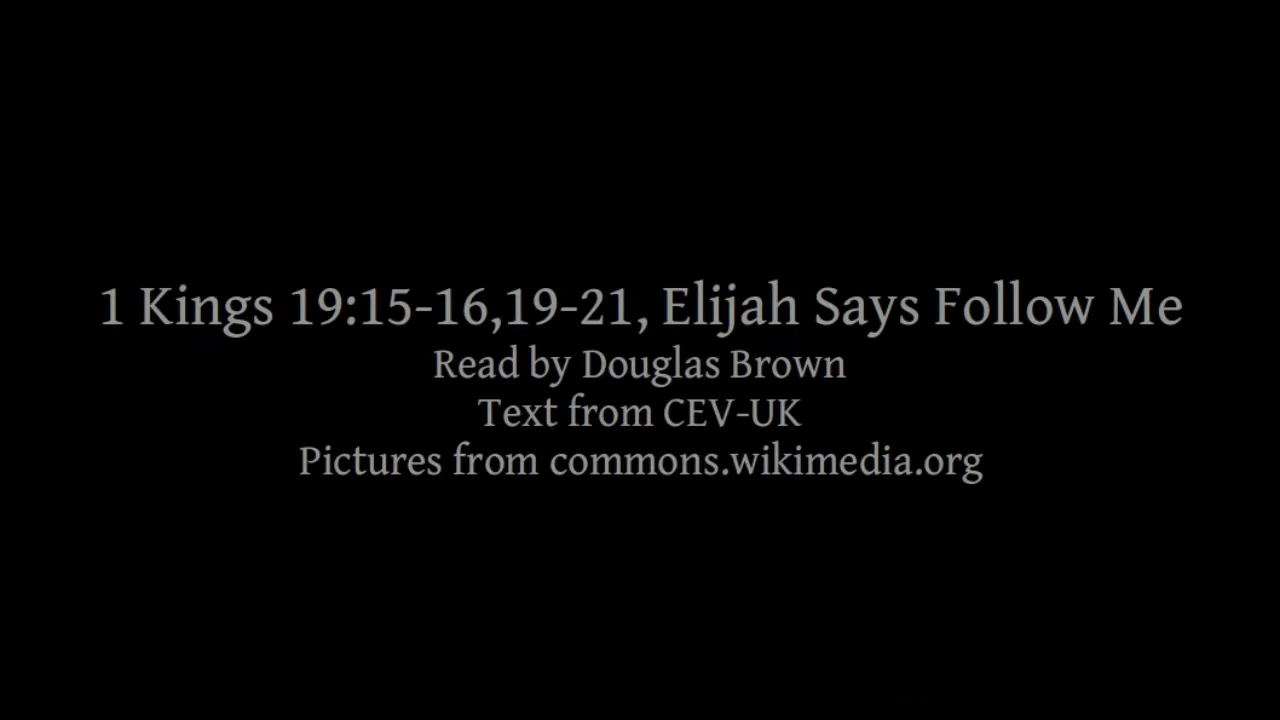 1 Kings 19:15-16,19-21, Elijah Says Follow Me
Read by Douglas Brown
Text from CEV-UK
Pictures from commons.wikimedia.org